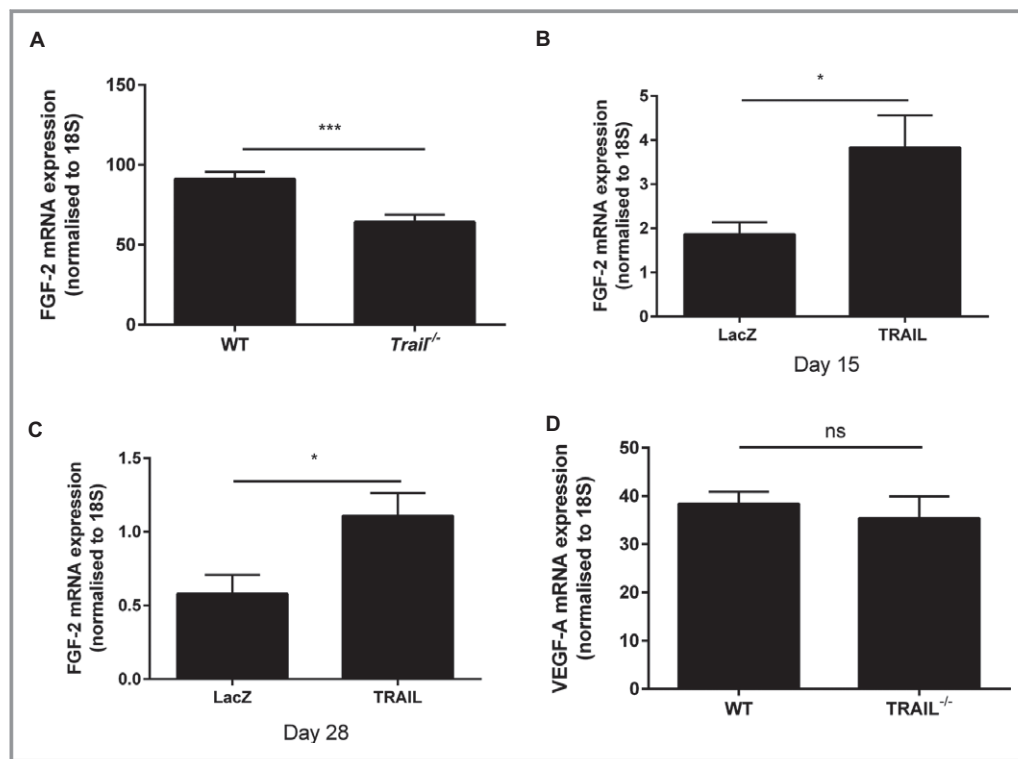 A
FGF-2 mRNA expression
(normalised to 18S)
150
100
50
0
***
WT
Trail-/-
B
FGF-2 mRNA expression
(normalised to 18S)
5
4
3
2
1
0
*
LacZ
TRAIL
Day 15
C
FGF-2 mRNA expression
(normalised to 18S)
1.5
1.0
0.5
0.0
*
LacZ
TRAIL
Day 28
D
VEGF-A mRNA expression
(normalised to 18S)
50
40
30
20
10
0
ns
WT
TRAIL-/-